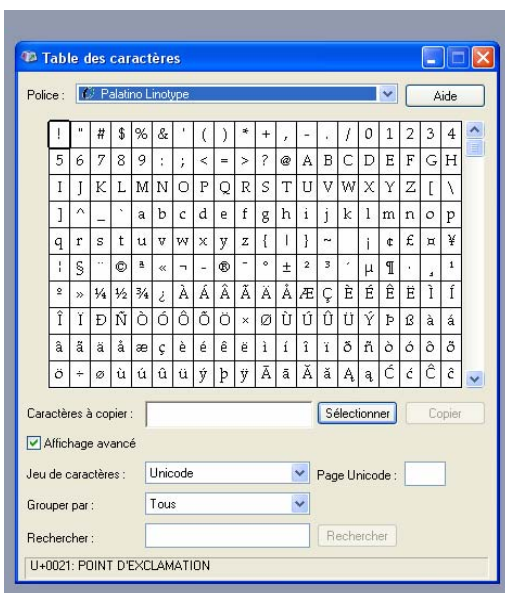 Table des caractères
Police : Palatino Linotype Aide
! " # $ % & ' ( ) * + , - . / 0 1 2 3 4
5 6 7 8 9 : ; < = > ? @ A B C D E F G H
I J K L M N O P Q R S T U V W X Y Z [ \
] ^ _ ` a b c d e f g h i j k l m n o p
q r s t u v w x y z { | } ~ ¡ ¢ £ ¤ ¥
¦ § ¨ © ª « ¬ - ® ¯ ° ± ² ³ ´ µ ¶ · ¸ ¹
º » ¼ ½ ¾ ¿ À Á Â Ã Ä Å Æ Ç È É Ê Ë Ì Í
Î Ï Ð Ñ Ò Ó Ô Õ Ö × Ø Ù Ú Û Ü Ý Þ ß à á
â ã ä å æ ç è é ê ë ì í î ï ð ñ ò ó ô õ
ö ÷ ø ù ú û ü ý þ ÿ Ā ā Ă ă Ą ą Ć ć Ĉ ĉ
Caractères à copier : Sélectionner Copier
Affichage avancé
Jeu de caractères : Unicode Page Unicode :
Grouper par : Tous
Rechercher : Rechercher
U+0021: POINT D'EXCLAMATION